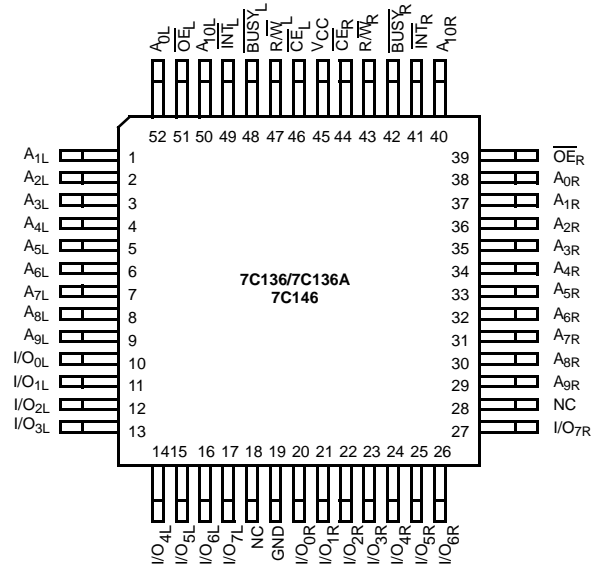 A0L
OEL
A10L
INTL
BUSYL
R/WL
CEL
VCC
CER
R/WR
BUSYR
INTR
A10R
52 51 50 49 48 47 46 45 44 43 42 41 40
A1L 1
A2L 2
A3L 3
A4L 4
A5L 5
A6L 6
A7L 7
A8L 8
A9L 9
I/O0L 10
I/O1L 11
I/O2L 12
I/O3L 13
7C136/7C136A
7C146
39 OER
38 A0R
37 A1R
36 A2R
35 A3R
34 A4R
33 A5R
32 A6R
31 A7R
30 A8R
29 A9R
28 NC
27 I/O7R
14 15 16 17 18 19 20 21 22 23 24 25 26
I/O4L
I/O5L
I/O6L
I/O7L
NC
GND
I/O0R
I/O1R
I/O2R
I/O3R
I/O4R
I/O5R
I/O6R